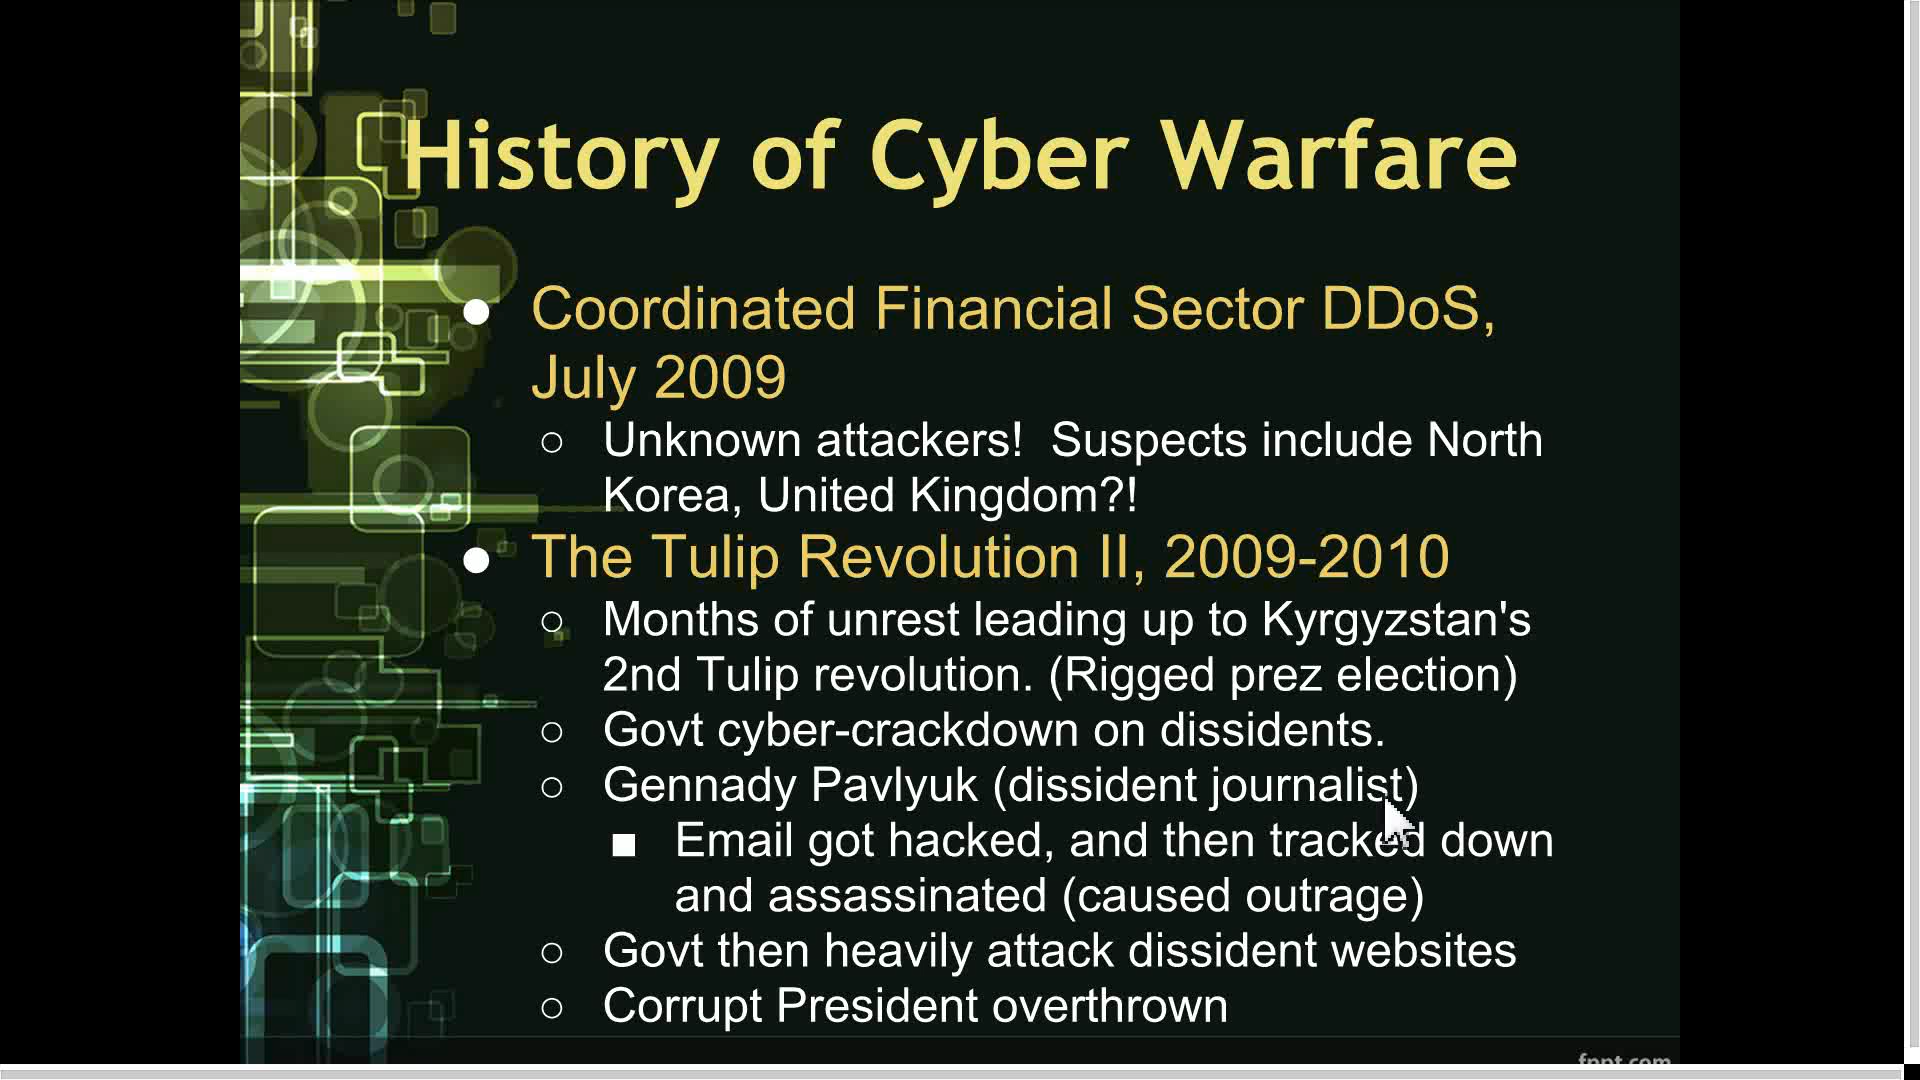 History of Cyber Warfare
● Coordinated Financial Sector DDoS,
July 2009
○ Unknown attackers!  Suspects include North
Korea, United Kingdom?!
● The Tulip Revolution II, 2009-2010
○ Months of unrest leading up to Kyrgyzstan's
2nd Tulip revolution. (Rigged prez election)
○ Govt cyber-crackdown on dissidents.
○ Gennady Pavlyuk (dissident journalist)
■ Email got hacked, and then tracked down
and assassinated (caused outrage)
○ Govt then heavily attack dissident websites
○ Corrupt President overthrown
fppt.com